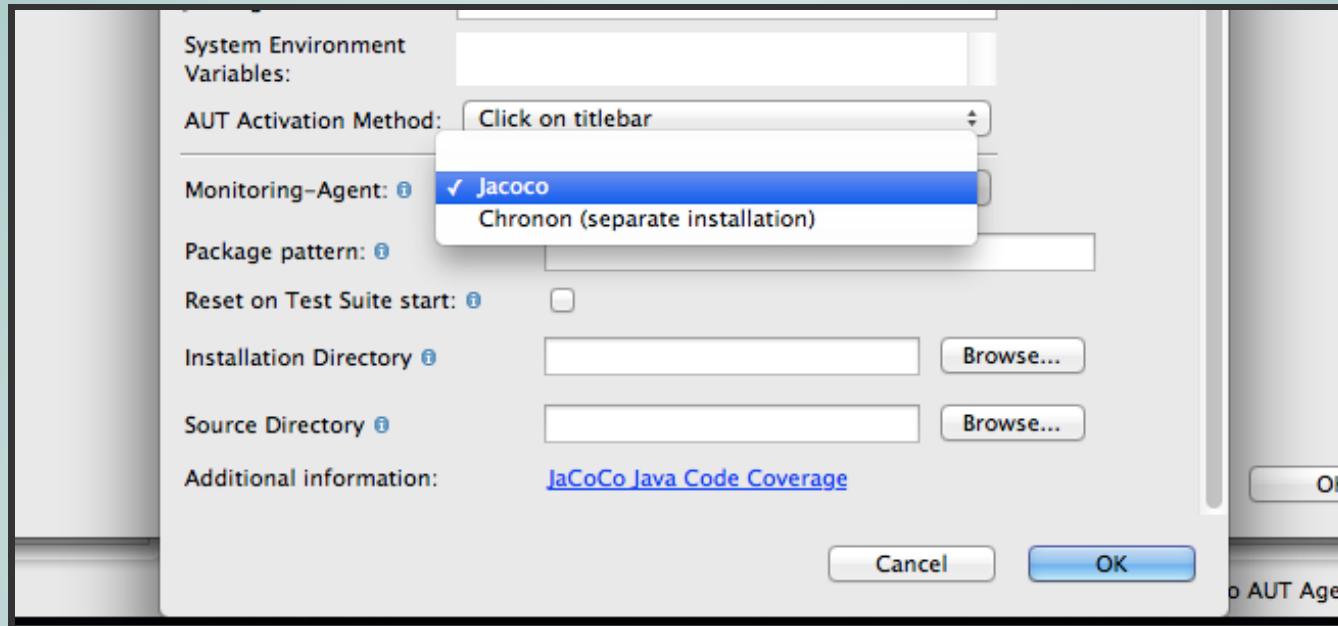 System Environment
Variables:
AUT Activation Method: Click on titlebar
Monitoring-Agent: ✓ Jacoco
Chronon (separate installation)
Package pattern:
Reset on Test Suite start:
Installation Directory Browse...
Source Directory Browse...
Additional information: JaCoCo Java Code Coverage
Cancel OK
AUT Age